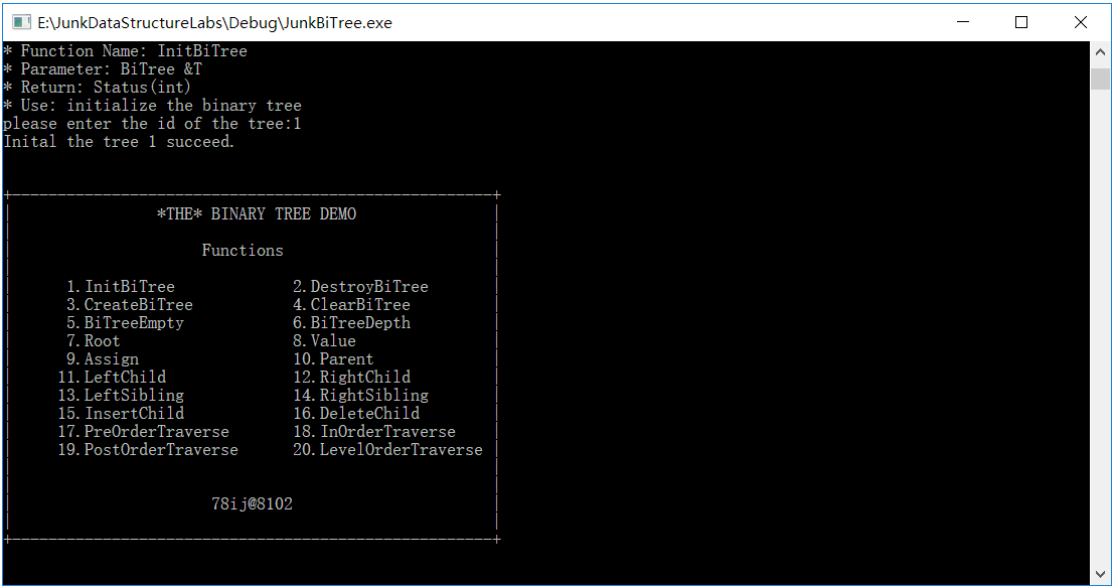 E:\JunkDataStructureLabs\Debug\JunkBiTree.exe
* Function Name: InitBiTree
* Parameter: BiTree &T
* Return: Status(int)
* Use: initialize the binary tree
please enter the id of the tree:1
Inital the tree 1 succeed.
*THE* BINARY TREE DEMO
Functions
1. InitBiTree 2. DestroyBiTree
3. CreateBiTree 4. ClearBiTree
5. BiTreeEmpty 6. BiTreeDepth
7. Root 8. Value
9. Assign 10. Parent
11. LeftChild 12. RightChild
13. LeftSibling 14. RightSibling
15. InsertChild 16. DeleteChild
17. PreOrderTraverse 18. InOrderTraverse
19. PostOrderTraverse 20. LevelOrderTraverse
78ij@8102